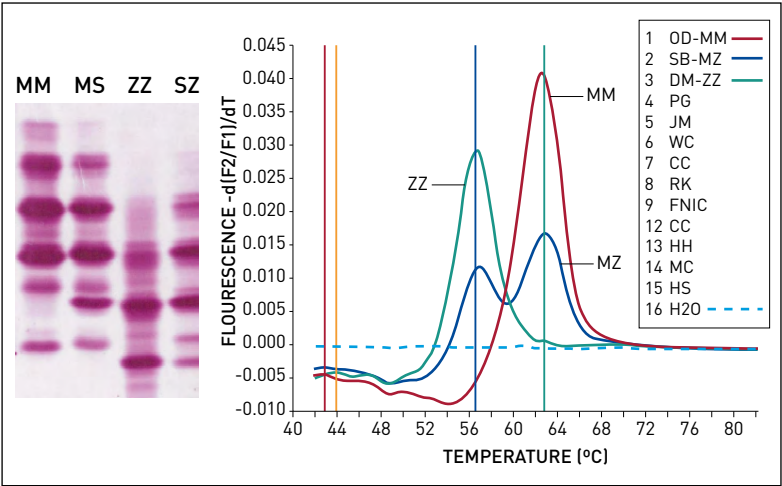 MM MS ZZ SZ
FLOURESCENCE -d(F2/F1)/dT
0.045
0.040
0.035
0.030
0.025
0.020
0.015
0.010
0.005
0.000
-0.005
-0.010
40 44 48 52 56 60 64 68 72 76 80
TEMPERATURE (ºC)
ZZ
MM
MZ
1 OD-MM
2 SB-MZ
3 DM-ZZ
4 PG
5 JM
6 WC
7 CC
8 RK
9 FNIC
12 CC
13 HH
14 MC
15 HS
16 H2O